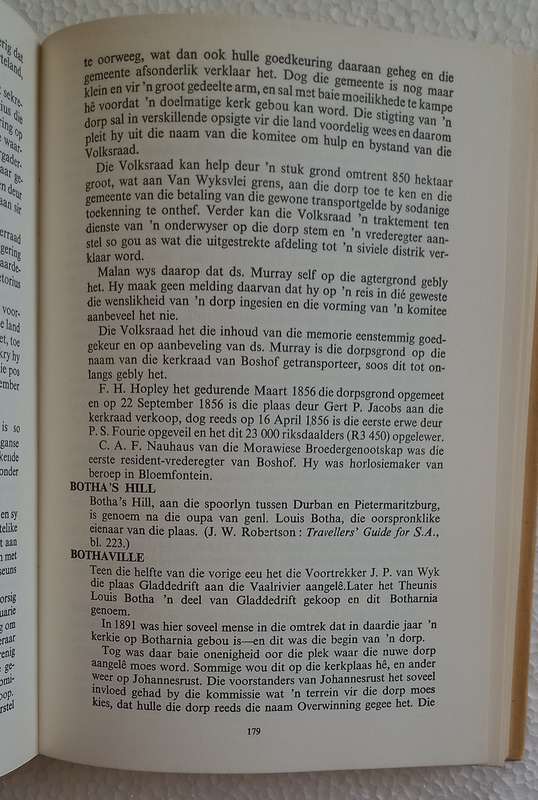 te oorweeg, wat dan ook hulle goedkeuring daaraan geheg en die
gemeente afsonderlik verklaar het. Dog die gemeente is nog maar
klein en vir 'n groot gedeelte arm, en sal met baie moeilikhede te kampe
hê voordat 'n doelmatige kerk gebou kan word. Die stigting van 'n
dorp sal in verskillende opsigte vir die land voordelig wees en daarom
pleit hy uit die naam van die komitee om hulp en bystand van die
Volksraad.
Die Volksraad kan help deur 'n stuk grond omtrent 850 hektaar
groot, wat aan Van Wyksvlei grens, aan die dorp toe te ken en die
gemeente van die betaling van die gewone transportgelde by sodanige
toekenning te onthef. Verder kan die Volksraad 'n traktement ten
dienste van 'n onderwyser op die dorp stem en 'n vrederegter aan-
stel so gou as wat die uitgestrekte afdeling tot 'n siviele distrik ver-
klaar word.
Malan wys daarop dat ds. Murray self op die agtergrond gebly
het. Hy maak geen melding daarvan dat hy op 'n reis in dié geweste
die wenslikheid van 'n dorp ingesien en die vorming van 'n komitee
aanbeveel het nie.
Die Volksraad het die inhoud van die memorie eenstemmig goed-
gekeur en op aanbeveling van ds. Murray is die dorpsgrond op die
naam van die kerkraad van Boshof getransporteer, soos dit tot on-
langs gebly het.
F. H. Hopley het gedurende Maart 1856 die dorpsgrond opgemeet
en op 22 September 1856 is die plaas deur Gert P. Jacobs aan die
kerkraad verkoop, dog reeds op 16 April 1856 is die eerste erwe deur
P. S. Fourie opgeveil en het dit 23 000 riksdaalders (R3 450) opgelewer.
C. A. F. Nauhaus van die Morawiese Broedergenootskap was die
eerste resident-vrederegter van Boshof. Hy was horlosiemaker van
beroep in Bloemfontein.
BOTHA'S HILL
Botha's Hill, aan die spoorlyn tussen Durban en Pietermaritzburg,
is genoem na die oupa van genl. Louis Botha, die oorspronklike
eienaar van die plaas. (J. W. Robertson : Travellers' Guide for S.A.,
bl. 223.)
BOTHAVILLE
Teen die helfte van die vorige eeu het die Voortrekker J. P. van Wyk
die plaas Gladdedrift aan die Vaalrivier aangelê.Later het Theunis
Louis Botha 'n deel van Gladdedrift gekoop en dit Botharnia
genoem.
In 1891 was hier soveel mense in die omtrek dat in daardie jaar 'n
kerkie op Botharnia gebou is—en dit was die begin van 'n dorp.
Tog was daar baie onenigheid oor die plek waar die nuwe dorp
aangelê moes word. Sommige wou dit op die kerkplaas hê, en ander
weer op Johannesrust. Die voorstanders van Johannesrust het soveel
invloed gehad by die kommissie wat 'n terrein vir die dorp moes
kies, dat hulle die dorp reeds die naam Overwinning gegee het. Die
179